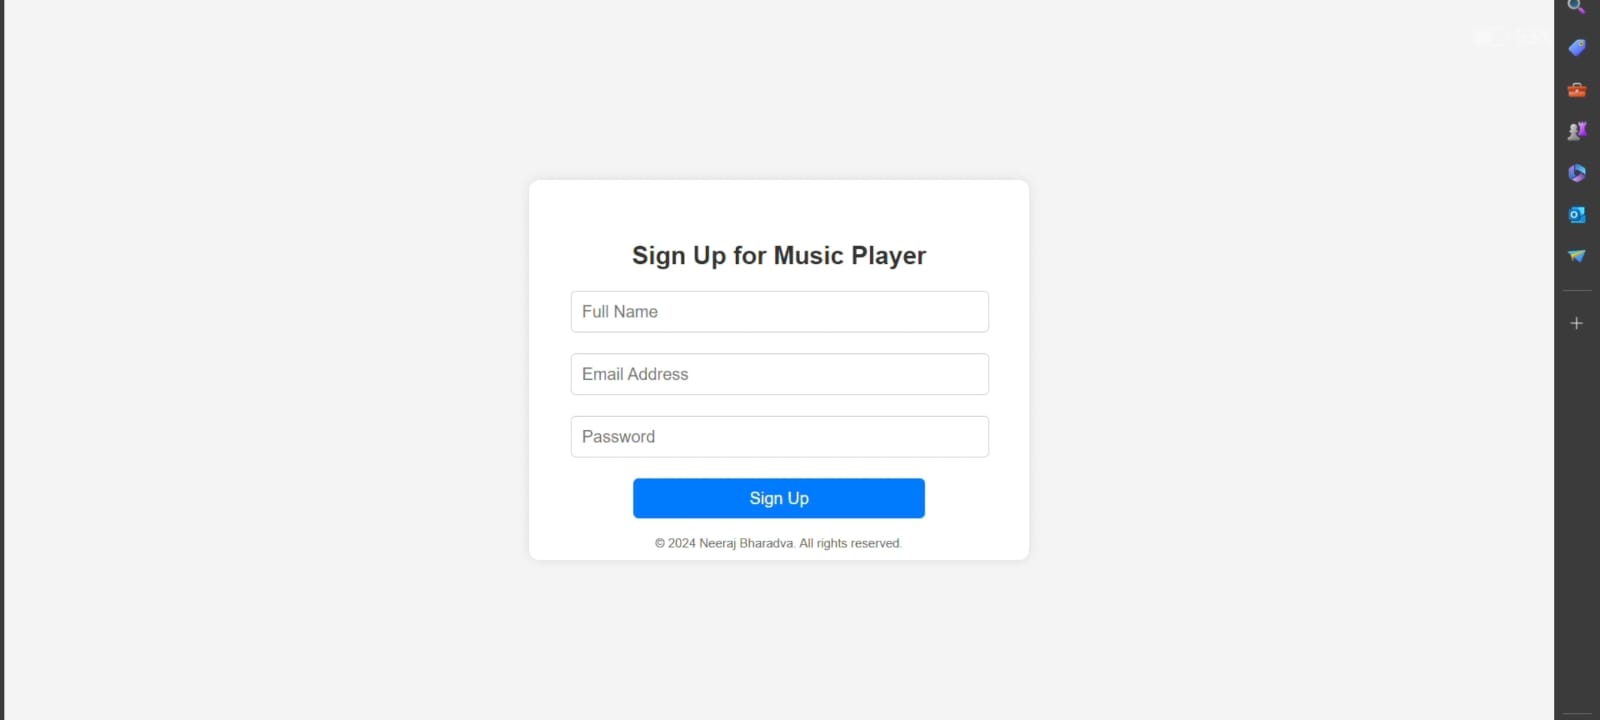 Sign Up for Music Player
Full Name
Email Address
Password
Sign Up
© 2024 Neeraj Bharadva. All rights reserved.